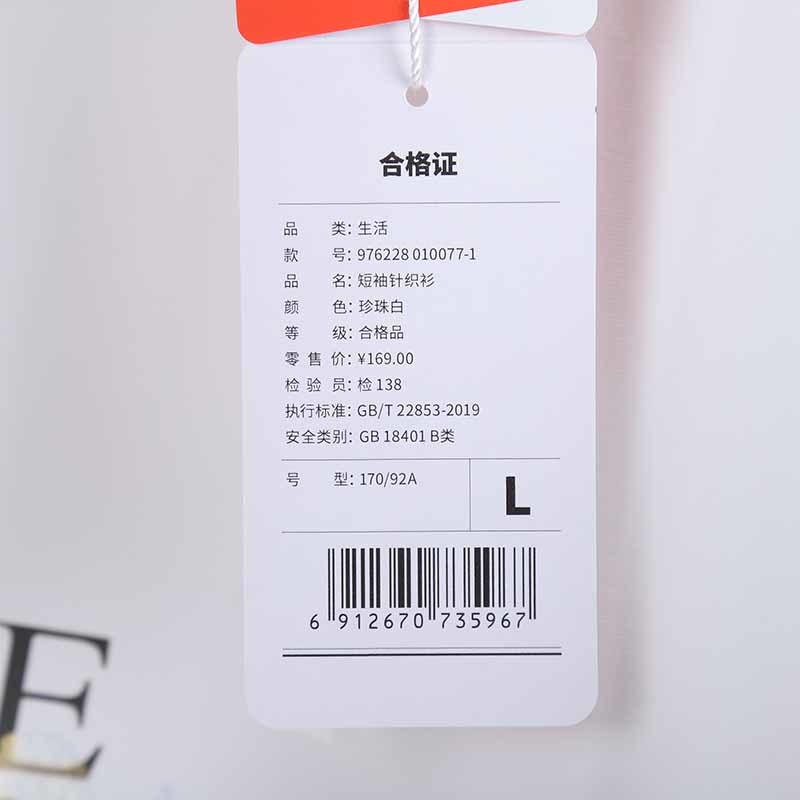 合格证
品 类: 生活
款 号: 976228 010077-1
品 名: 短袖针织衫
颜 色: 珍珠白
等 级: 合格品
零 售 价: ¥169.00
检 验 员: 检 138
执行标准: GB/T 22853-2019
安全类别: GB 18401 B类
号 型: 170/92A
L
6 912670 735967
E